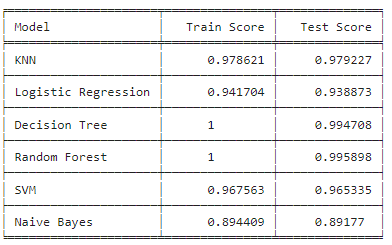 Model Train Score Test Score
KNN 0.978621 0.979227
Logistic Regression 0.941704 0.938873
Decision Tree 1 0.994708
Random Forest 1 0.995898
SVM 0.967563 0.965335
Naive Bayes 0.894409 0.89177